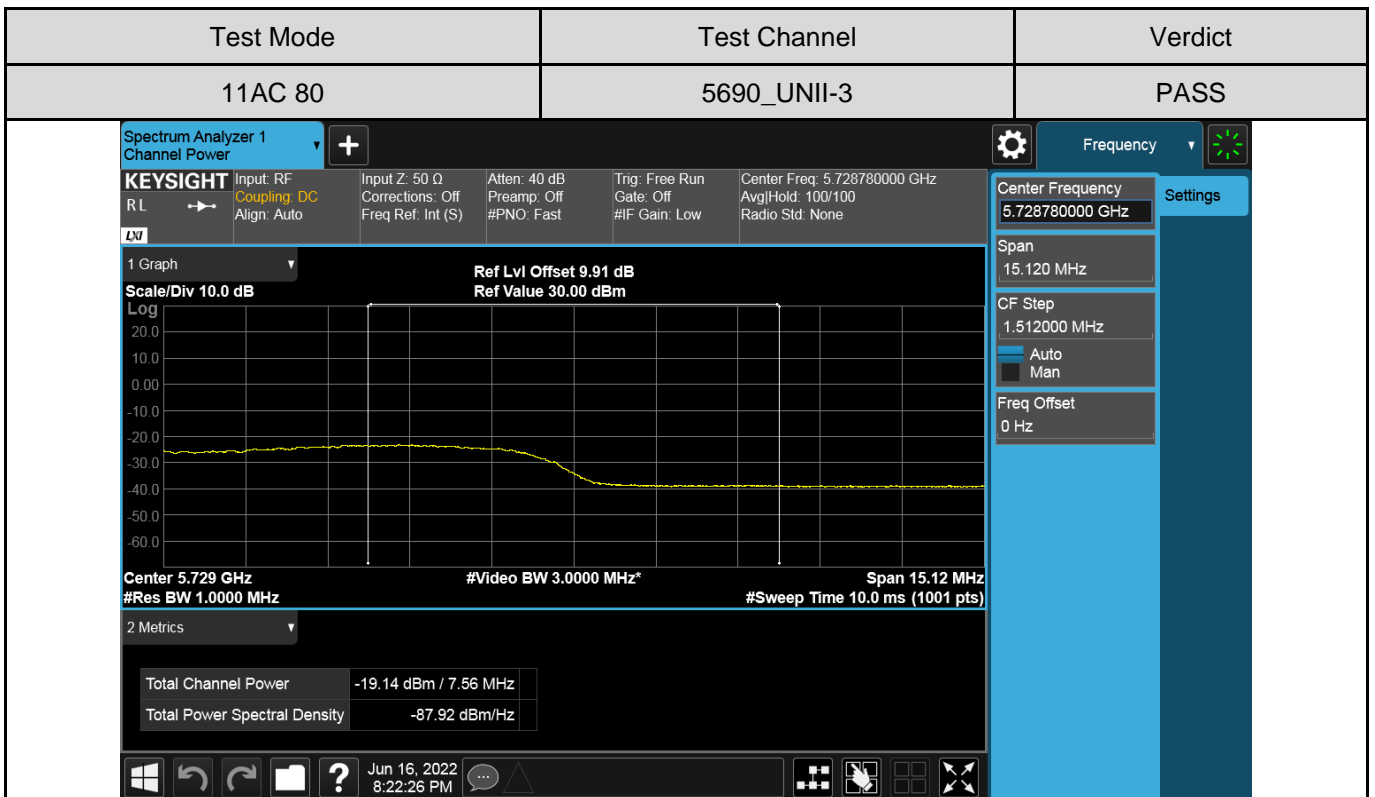 Test Mode Test Channel Verdict
11AC 80 5690_UNII-3 PASS
Spectrum Analyzer 1
Channel Power
Frequency
KEYSIGHT Input: RF Input Z: 50 Ω Atten: 40 dB Trig: Free Run Center Freq: 5.728780000 GHz
RL Coupling: DC Corrections: Off Preamp: Off Gate: Off Avg|Hold: 100/100
Align: Auto Freq Ref: Int (S) #PNO: Fast #IF Gain: Low Radio Std: None
LXI
Center Frequency
5.728780000 GHz
Settings
Span
15.120 MHz
CF Step
1.512000 MHz
Auto
Man
Freq Offset
0 Hz
1 Graph
Ref Lvl Offset 9.91 dB
Scale/Div 10.0 dB Ref Value 30.00 dBm
Log
20.0
10.0
0.00
-10.0
-20.0
-30.0
-40.0
-50.0
-60.0
Center 5.729 GHz #Video BW 3.0000 MHz* Span 15.12 MHz
#Res BW 1.0000 MHz #Sweep Time 10.0 ms (1001 pts)
2 Metrics
Total Channel Power -19.14 dBm / 7.56 MHz
Total Power Spectral Density -87.92 dBm/Hz
Jun 16, 2022
8:22:26 PM